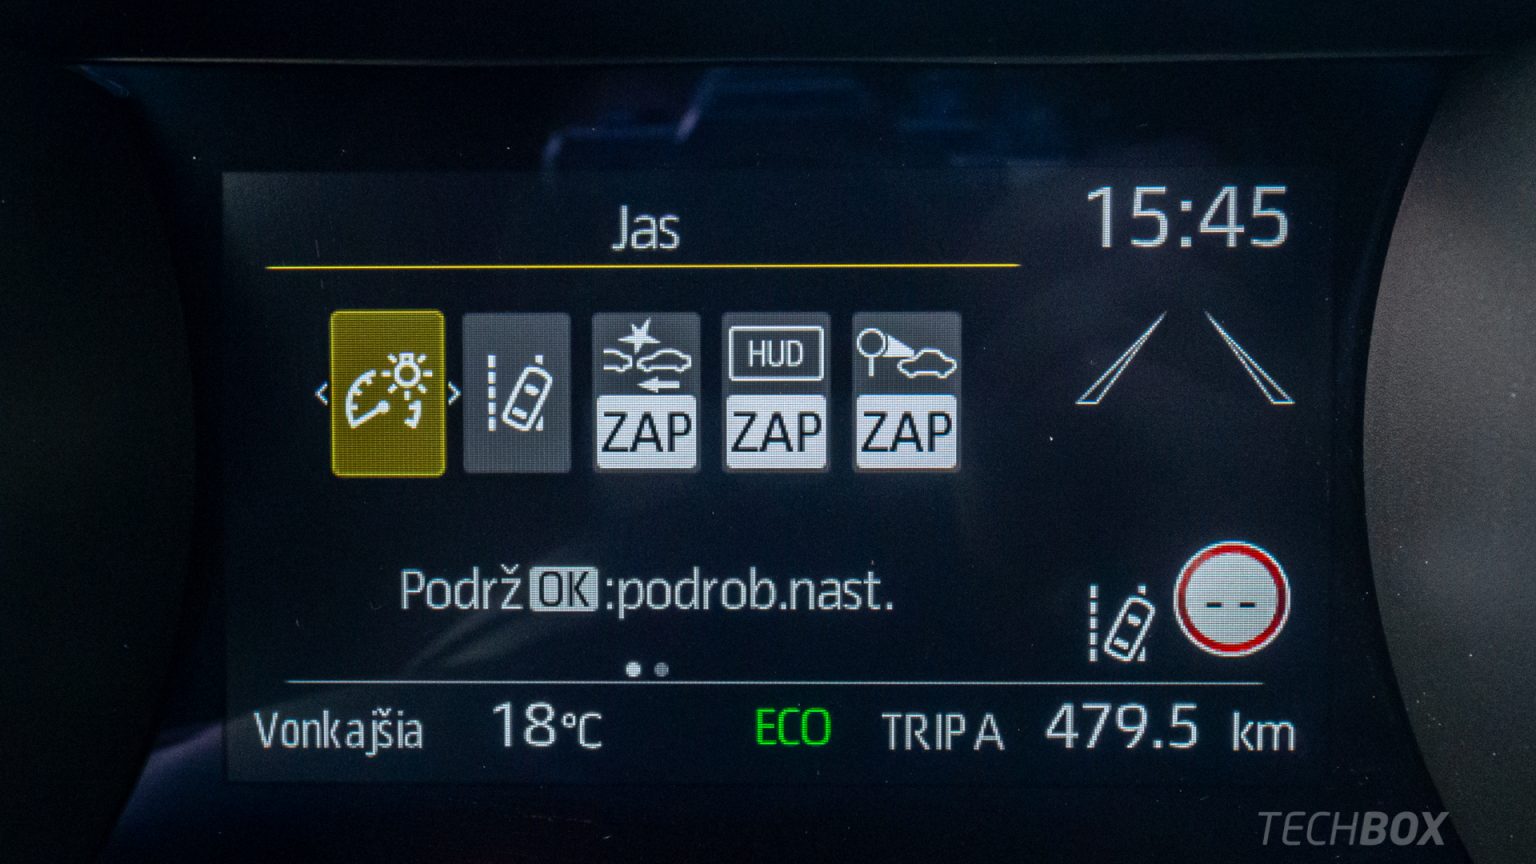 Jas
15:45
HUD
ZAP ZAP ZAP
Podrž OK :podrob.nast.
--
Vonkajšia 18°C ECO TRIP A 479.5 km
TECHBOX